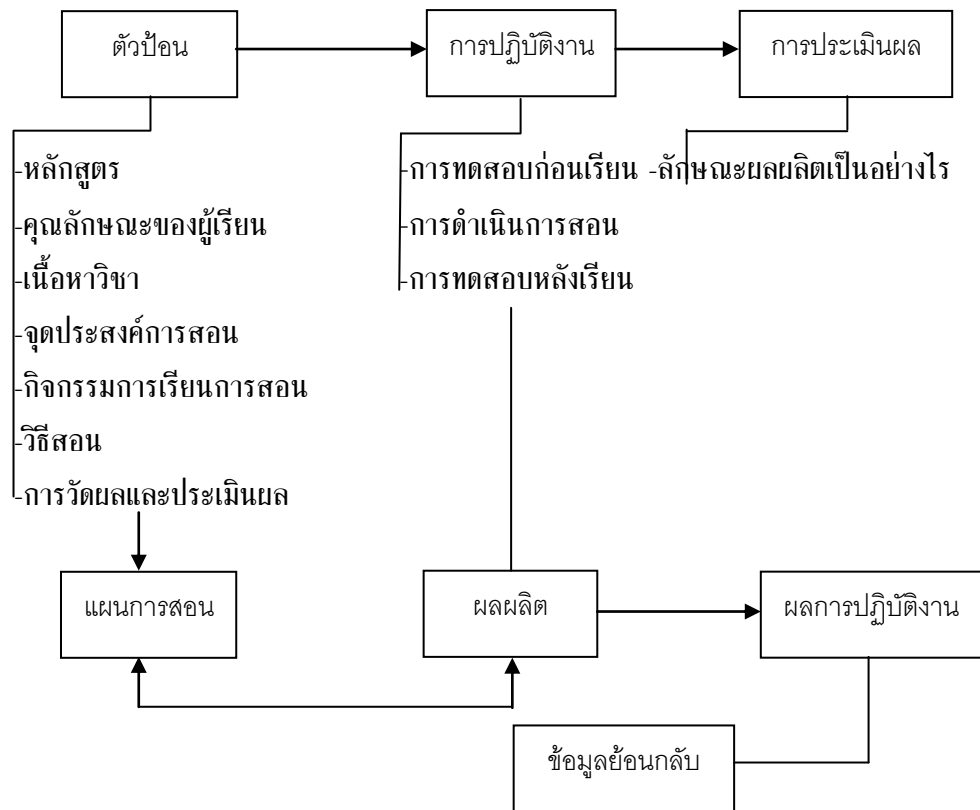 ตัวป้อน
การปฏิบัติงาน
การประเมินผล
-หลักสูตร
-คุณลักษณะของผู้เรียน
-เนื้อหาวิชา
-จุดประสงค์การสอน
-กิจกรรมการเรียนการสอน
-วิธีสอน
-การวัดผลและประเมินผล
-การทดสอบก่อนเรียน
-การดำเนินการสอน
-การทดสอบหลังเรียน
-ลักษณะผลผลิตเป็นอย่างไร
แผนการสอน
ผลผลิต
ผลการปฏิบัติงาน
ข้อมูลย้อนกลับ